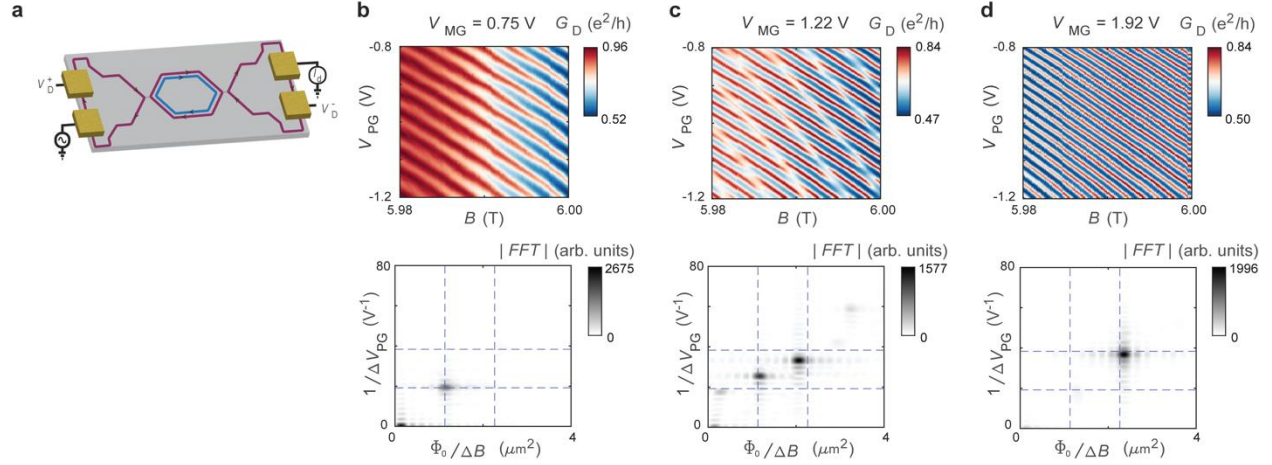 a
V_D^+
V_D^-
b
V_MG = 0.75 V G_D (e²/h)
-0.8
V_PG (V)
-1.2
5.98
B (T)
6.00
0.96
0.52
| FFT | (arb. units)
2675
0
80
1/ΔV_PG (V⁻¹)
0
0
Φ₀/ΔB (μm²)
4
c
V_MG = 1.22 V G_D (e²/h)
-0.8
V_PG (V)
-1.2
5.98
B (T)
6.00
0.84
0.47
| FFT | (arb. units)
1577
0
80
1/ΔV_PG (V⁻¹)
0
0
Φ₀/ΔB (μm²)
4
d
V_MG = 1.92 V G_D (e²/h)
-0.8
V_PG (V)
-1.2
5.98
B (T)
6.00
0.84
0.50
| FFT | (arb. units)
1996
0
80
1/ΔV_PG (V⁻¹)
0
0
Φ₀/ΔB (μm²)
4